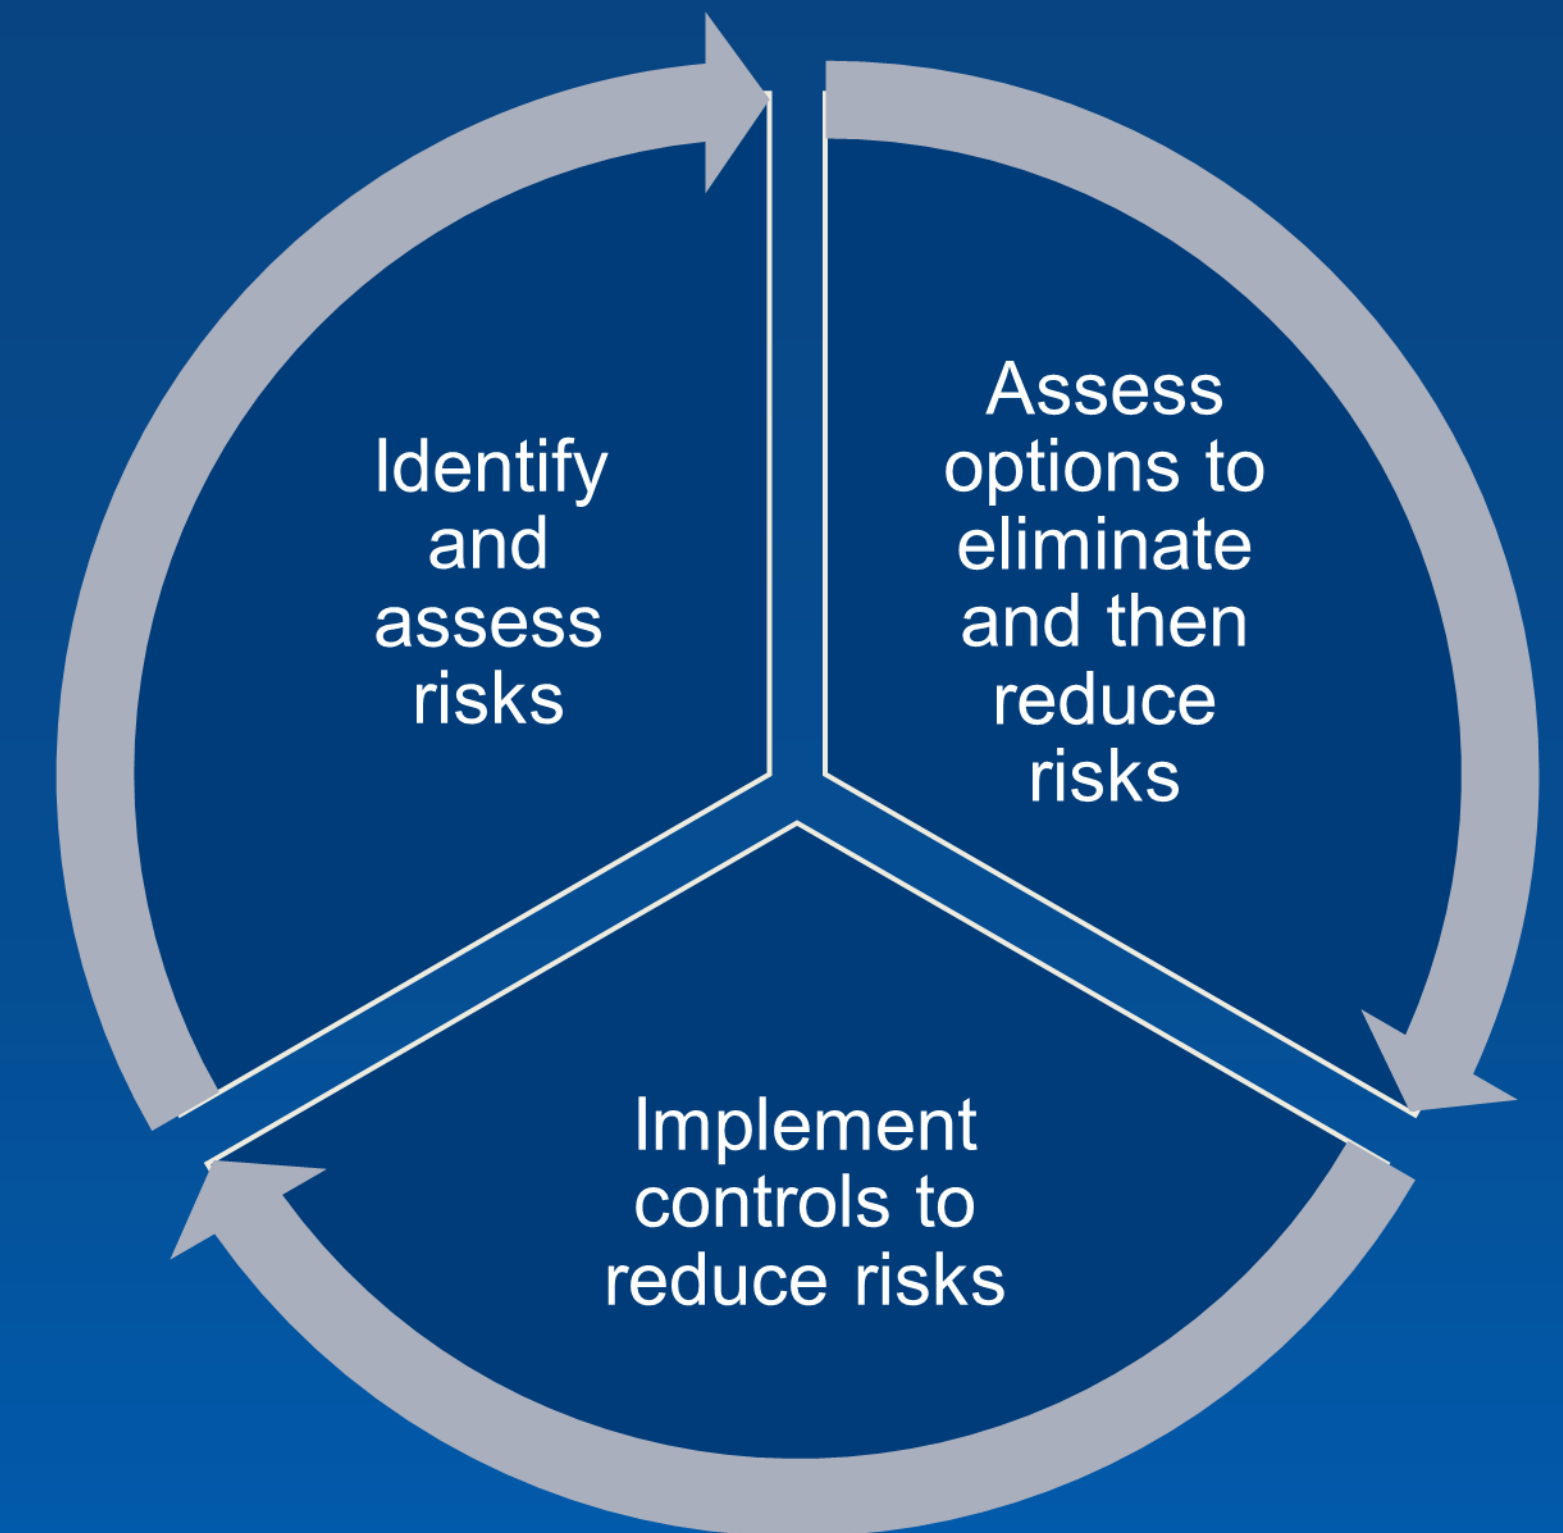 Identify
and
assess
risks
Assess
options to
eliminate
and then
reduce
risks
Implement
controls to
reduce risks